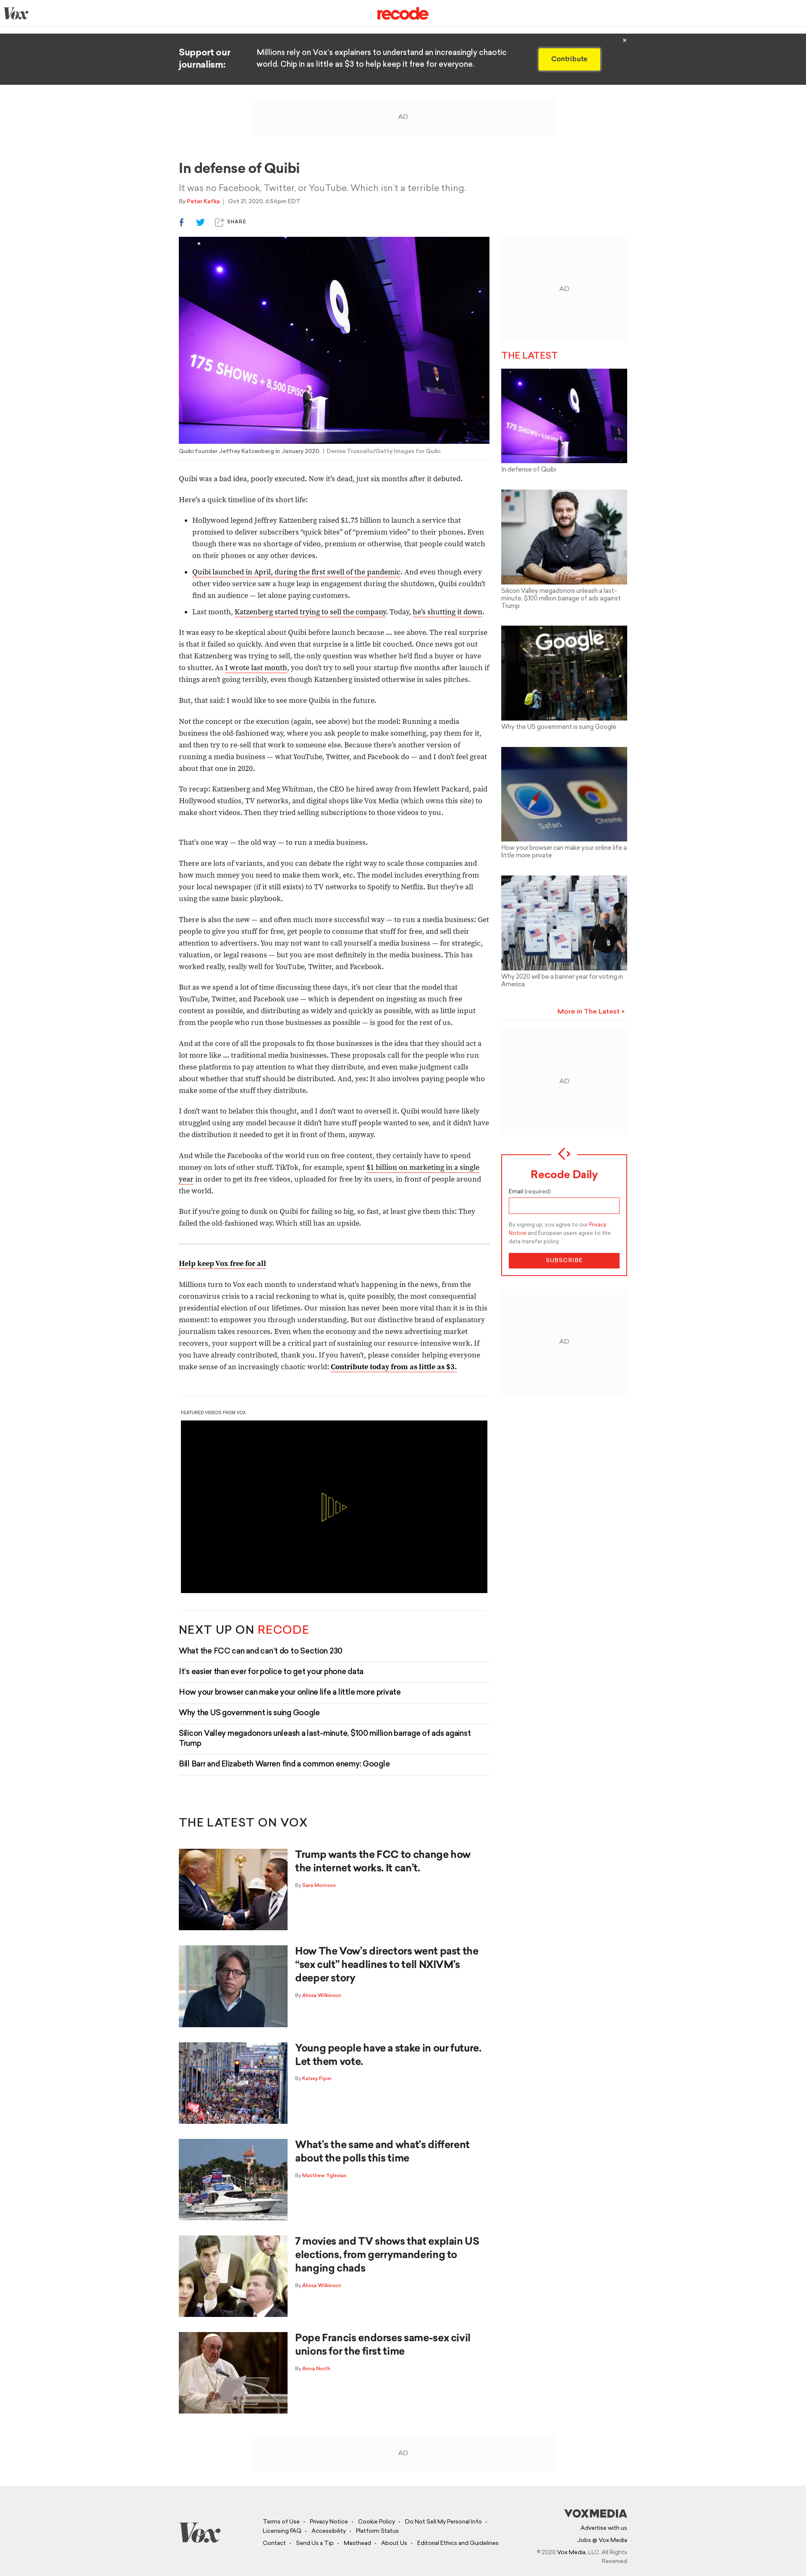 Vox
recode
×
Support our
journalism:
Millions rely on Vox's explainers to understand an increasingly chaotic
world. Chip in as little as $3 to help keep it free for everyone.
Contribute
AD
In defense of Quibi
It was no Facebook, Twitter, or YouTube. Which isn't a terrible thing.
By Peter Kafka | Oct 21, 2020, 6:56pm EDT
SHARE
175 SHOWS + 8,500 EPISODES
Quibi founder Jeffrey Katzenberg in January 2020. | Denise Truscello/Getty Images for Quibi
Quibi was a bad idea, poorly executed. Now it's dead, just six months after it debuted.
Here's a quick timeline of its short life:
• Hollywood legend Jeffrey Katzenberg raised $1.75 billion to launch a service that
promised to deliver subscribers "quick bites" of "premium video" to their phones. Even
though there was no shortage of video, premium or otherwise, that people could watch
on their phones or any other devices.
• Quibi launched in April, during the first swell of the pandemic. And even though every
other video service saw a huge leap in engagement during the shutdown, Quibi couldn't
find an audience — let alone paying customers.
• Last month, Katzenberg started trying to sell the company. Today, he's shutting it down.
It was easy to be skeptical about Quibi before launch because ... see above. The real surprise
is that it failed so quickly. And even that surprise is a little bit couched. Once news got out
that Katzenberg was trying to sell, the only question was whether he'd find a buyer or have
to shutter. As I wrote last month, you don't try to sell your startup five months after launch if
things aren't going terribly, even though Katzenberg insisted otherwise in sales pitches.
But, that said: I would like to see more Quibis in the future.
Not the concept or the execution (again, see above) but the model: Running a media
business the old-fashioned way, where you ask people to make something, pay them for it,
and then try to re-sell that work to someone else. Because there's another version of
running a media business — what YouTube, Twitter, and Facebook do — and I don't feel great
about that one in 2020.
To recap: Katzenberg and Meg Whitman, the CEO he hired away from Hewlett Packard, paid
Hollywood studios, TV networks, and digital shops like Vox Media (which owns this site) to
make short videos. Then they tried selling subscriptions to those videos to you.
That's one way — the old way — to run a media business.
There are lots of variants, and you can debate the right way to scale those companies and
how much money you need to make them work, etc. The model includes everything from
your local newspaper (if it still exists) to TV networks to Spotify to Netflix. But they're all
using the same basic playbook.
There is also the new — and often much more successful way — to run a media business: Get
people to give you stuff for free, get people to consume that stuff for free, and sell their
attention to advertisers. You may not want to call yourself a media business — for strategic,
valuation, or legal reasons — but you are most definitely in the media business. This has
worked really, really well for YouTube, Twitter, and Facebook.
But as we spend a lot of time discussing these days, it's not clear that the model that
YouTube, Twitter, and Facebook use — which is dependent on ingesting as much free
content as possible, and distributing as widely and quickly as possible, with as little input
from the people who run those businesses as possible — is good for the rest of us.
And at the core of all the proposals to fix those businesses is the idea that they should act a
lot more like ... traditional media businesses. These proposals call for the people who run
these platforms to pay attention to what they distribute, and even make judgment calls
about whether that stuff should be distributed. And, yes: It also involves paying people who
make some of the stuff they distribute.
I don't want to belabor this thought, and I don't want to oversell it. Quibi would have likely
struggled using any model because it didn't have stuff people wanted to see, and it didn't have
the distribution it needed to get it in front of them, anyway.
And while the Facebooks of the world run on free content, they certainly have to spend
money on lots of other stuff. TikTok, for example, spent $1 billion on marketing in a single
year in order to get its free videos, uploaded for free by its users, in front of people around
the world.
But if you're going to dunk on Quibi for failing so big, so fast, at least give them this: They
failed the old-fashioned way. Which still has an upside.
Help keep Vox free for all
Millions turn to Vox each month to understand what's happening in the news, from the
coronavirus crisis to a racial reckoning to what is, quite possibly, the most consequential
presidential election of our lifetimes. Our mission has never been more vital than it is in this
moment: to empower you through understanding. But our distinctive brand of explanatory
journalism takes resources. Even when the economy and the news advertising market
recovers, your support will be a critical part of sustaining our resource-intensive work. If
you have already contributed, thank you. If you haven't, please consider helping everyone
make sense of an increasingly chaotic world: Contribute today from as little as $3.
FEATURED VIDEOS FROM VOX
NEXT UP ON RECODE
What the FCC can and can't do to Section 230
It's easier than ever for police to get your phone data
How your browser can make your online life a little more private
Why the US government is suing Google
Silicon Valley megadonors unleash a last-minute, $100 million barrage of ads against
Trump
Bill Barr and Elizabeth Warren find a common enemy: Google
AD
THE LATEST
175 SHOWS
In defense of Quibi
Silicon Valley megadonors unleash a last-
minute, $100 million barrage of ads against
Trump
Google
Why the US government is suing Google
Safari
Chrome
How your browser can make your online life a
little more private
Why 2020 will be a banner year for voting in
America
More in The Latest
AD
Recode Daily
Email (required)
By signing up, you agree to our Privacy
Notice and European users agree to the
data transfer policy.
SUBSCRIBE
AD
THE LATEST ON VOX
Trump wants the FCC to change how
the internet works. It can't.
By Sara Morrison
How The Vow's directors went past the
"sex cult" headlines to tell NXIVM's
deeper story
By Alissa Wilkinson
Young people have a stake in our future.
Let them vote.
By Kelsey Piper
What's the same and what's different
about the polls this time
By Matthew Yglesias
7 movies and TV shows that explain US
elections, from gerrymandering to
hanging chads
By Alissa Wilkinson
Pope Francis endorses same-sex civil
unions for the first time
By Anna North
AD
Vox
Terms of Use • Privacy Notice • Cookie Policy • Do Not Sell My Personal Info •
Licensing FAQ • Accessibility • Platform Status
Contact • Send Us a Tip • Masthead • About Us • Editorial Ethics and Guidelines
VOXMEDIA
Advertise with us
Jobs @ Vox Media
© 2020 Vox Media, LLC. All Rights
Reserved